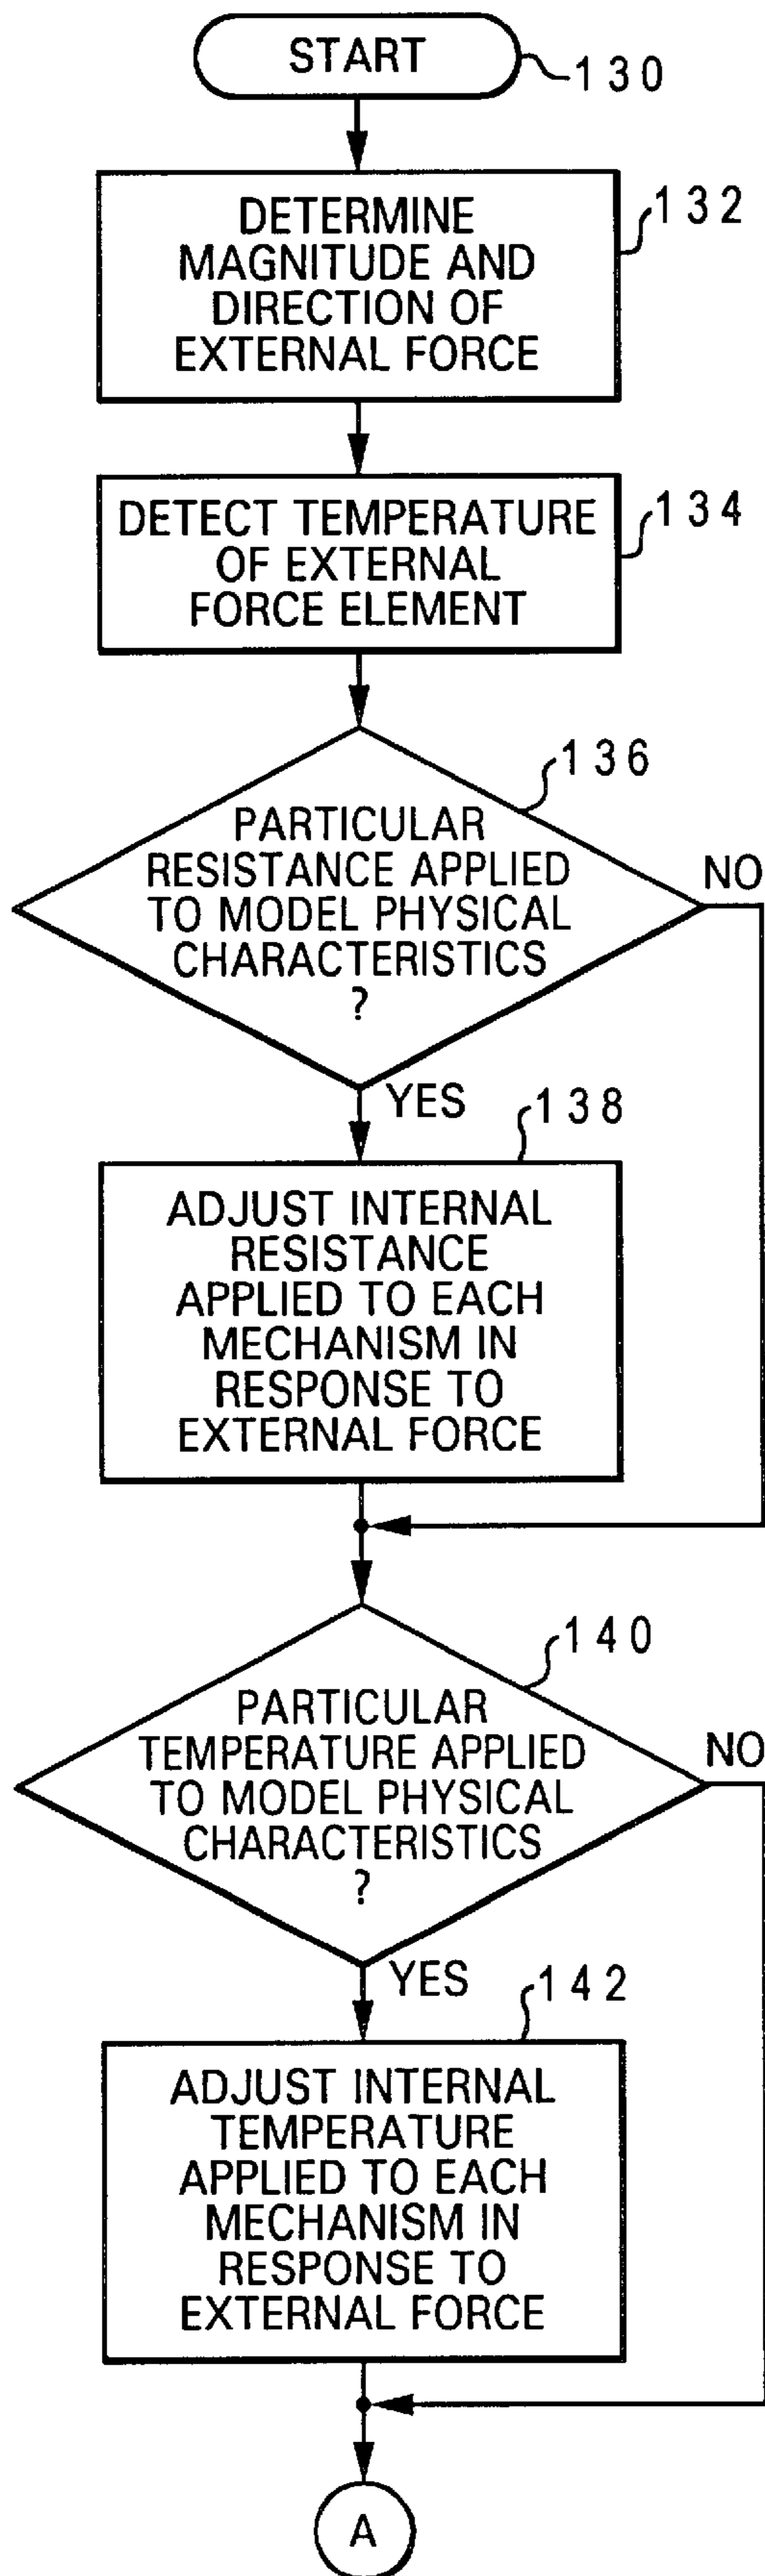 START
130
DETERMINE
MAGNITUDE AND
DIRECTION OF
EXTERNAL FORCE
132
DETECT TEMPERATURE
OF EXTERNAL
FORCE ELEMENT
134
136
PARTICULAR
RESISTANCE APPLIED
TO MODEL PHYSICAL
CHARACTERISTICS
?
NO
YES
138
ADJUST INTERNAL
RESISTANCE
APPLIED TO EACH
MECHANISM IN
RESPONSE TO
EXTERNAL FORCE
140
PARTICULAR
TEMPERATURE APPLIED
TO MODEL PHYSICAL
CHARACTERISTICS
?
NO
YES
142
ADJUST INTERNAL
TEMPERATURE
APPLIED TO EACH
MECHANISM IN
RESPONSE TO
EXTERNAL FORCE
A